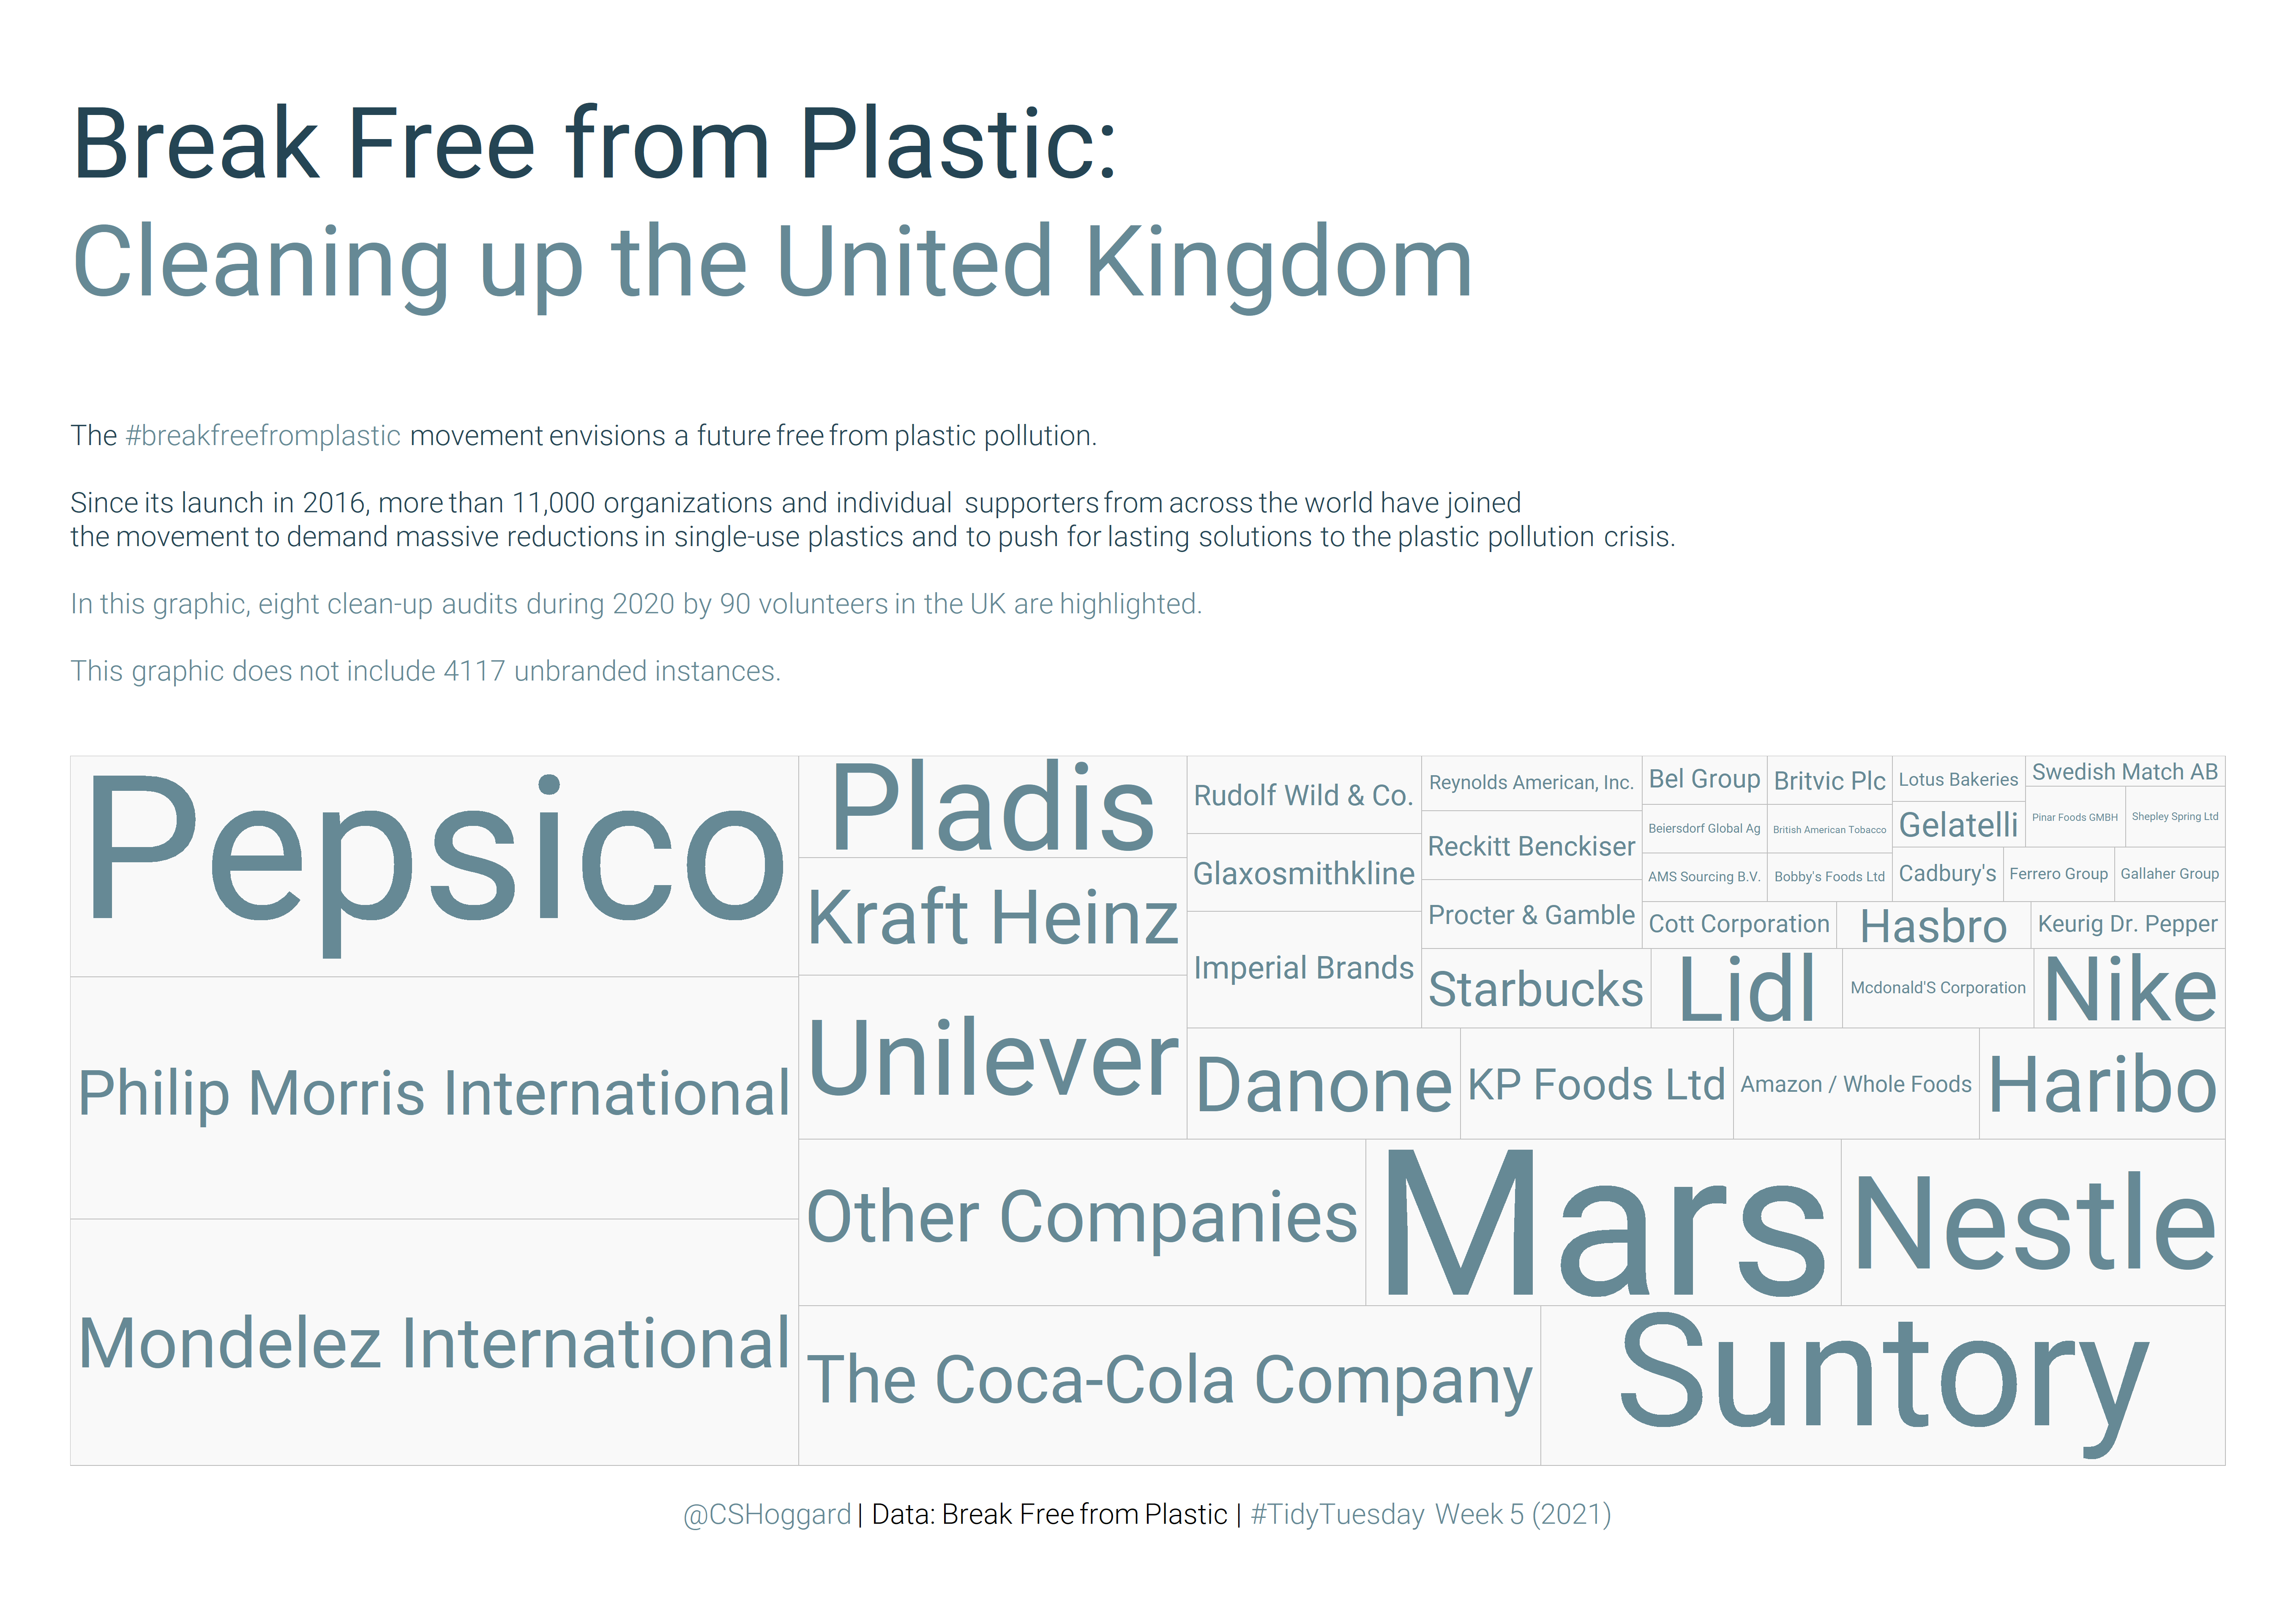 Break Free from Plastic:
Cleaning up the United Kingdom
The #breakfreefromplastic movement envisions a future free from plastic pollution.
Since its launch in 2016, more than 11,000 organizations and individual supporters from across the world have joined
the movement to demand massive reductions in single-use plastics and to push for lasting solutions to the plastic pollution crisis.
In this graphic, eight clean-up audits during 2020 by 90 volunteers in the UK are highlighted.
This graphic does not include 4117 unbranded instances.
Pepsico
Philip Morris International
Mondelez International
Pladis
Kraft Heinz
Unilever
Rudolf Wild & Co.
Glaxosmithkline
Imperial Brands
Reynolds American, Inc.
Reckitt Benckiser
Procter & Gamble
Bel Group
Britvic Plc
Lotus Bakeries
Swedish Match AB
Beiersdorf Global Ag
British American Tobacco
Gelatelli
Pinar Foods GMBH
Shepley Spring Ltd
AMS Sourcing B.V.
Bobby's Foods Ltd
Cadbury's
Ferrero Group
Gallaher Group
Cott Corporation
Hasbro
Keurig Dr. Pepper
Starbucks
Lidl
Mcdonald'S Corporation
Nike
Danone
KP Foods Ltd
Amazon / Whole Foods
Haribo
Other Companies
Mars
Nestle
The Coca-Cola Company
Suntory
@CSHoggard | Data: Break Free from Plastic | #TidyTuesday Week 5 (2021)